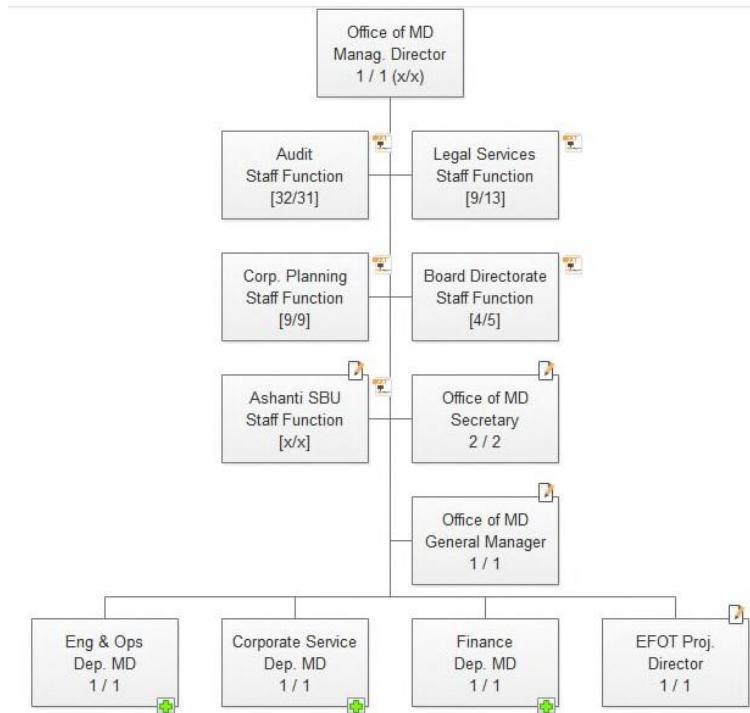 Office of MD
Manag. Director
1 / 1 (x/x)
Audit
Staff Function
[32/31]
Legal Services
Staff Function
[9/13]
Corp. Planning
Staff Function
[9/9]
Board Directorate
Staff Function
[4/5]
Ashanti SBU
Staff Function
[x/x]
Office of MD
Secretary
2 / 2
Office of MD
General Manager
1 / 1
Eng & Ops
Dep. MD
1 / 1
Corporate Service
Dep. MD
1 / 1
Finance
Dep. MD
1 / 1
EFOT Proj.
Director
1 / 1